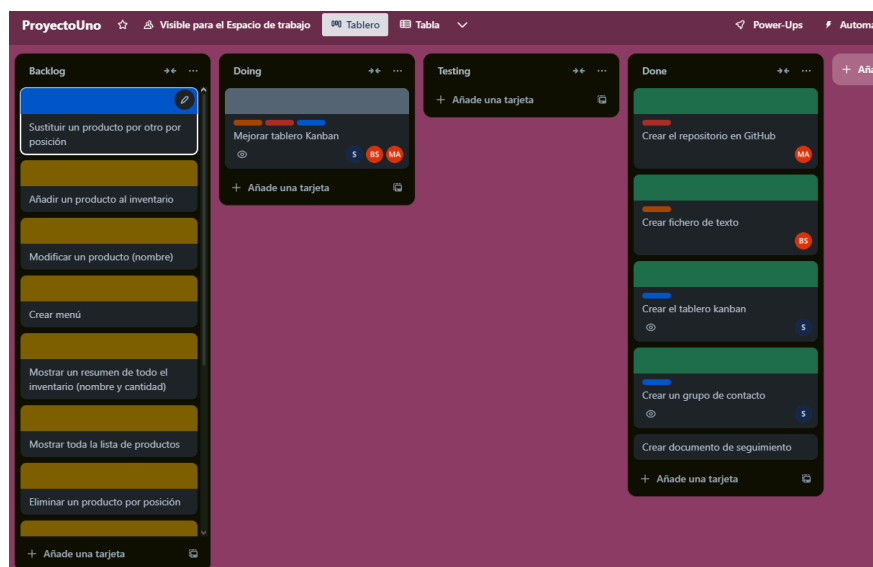 ProyectoUno
Visible para el Espacio de trabajo
Tablero
Tabla
Power-Ups
Automa
Backlog
Sustituir un producto por otro por
posición
Añadir un producto al inventario
Modificar un producto (nombre)
Crear menú
Mostrar un resumen de todo el
inventario (nombre y cantidad)
Mostrar toda la lista de productos
Eliminar un producto por posición
+ Añade una tarjeta
Doing
Mejorar tablero Kanban
S BS MA
+ Añade una tarjeta
Testing
+ Añade una tarjeta
Done
Crear el repositorio en GitHub
MA
Crear fichero de texto
BS
Crear el tablero kanban
S
Crear un grupo de contacto
S
Crear documento de seguimiento
+ Añade una tarjeta
+ Aña